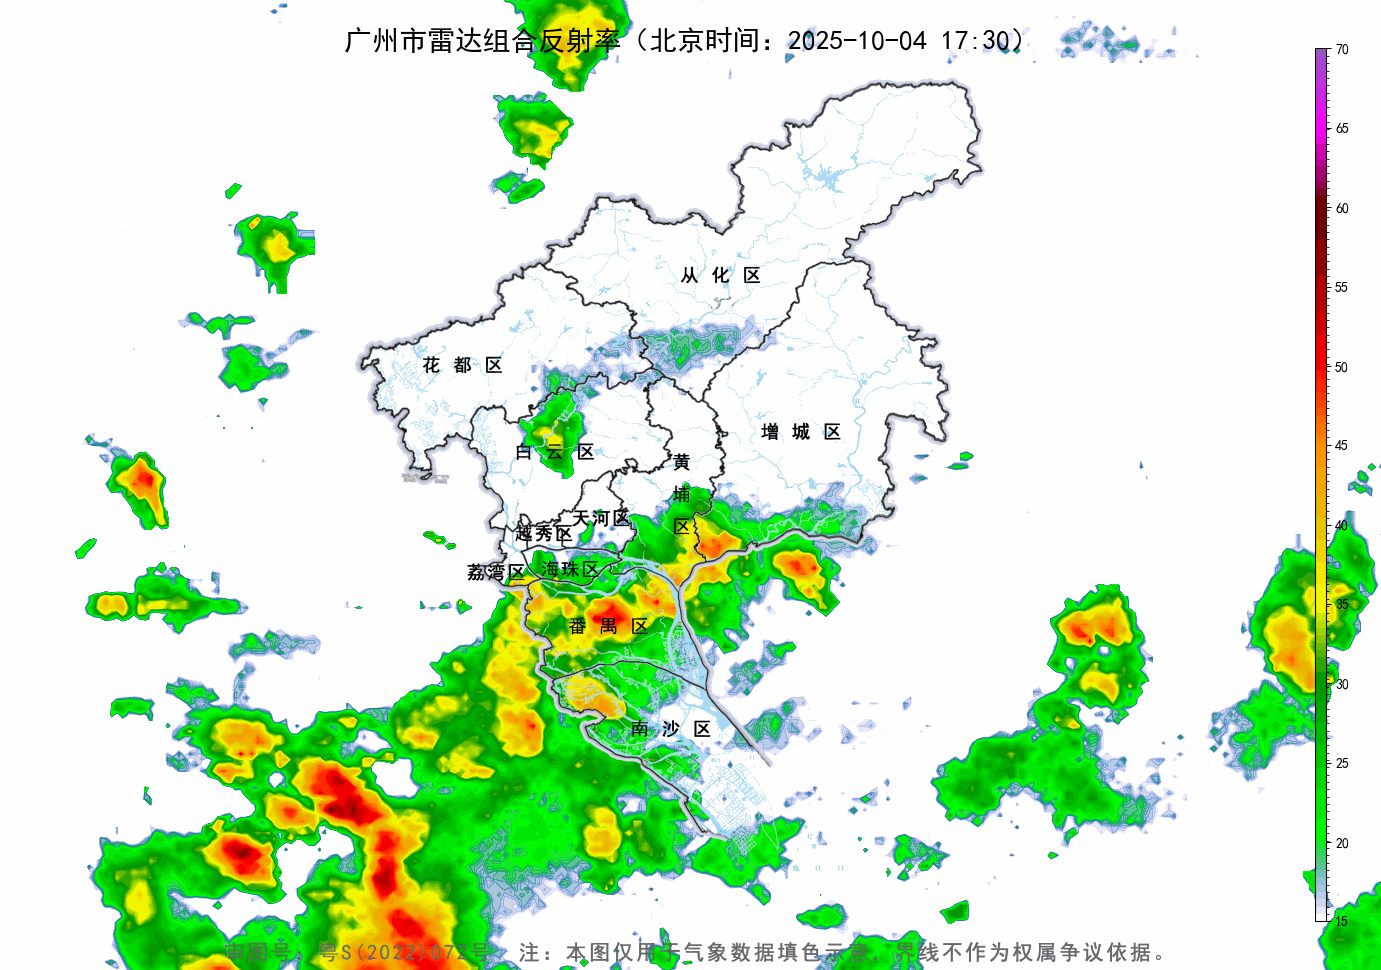 广州市雷达组合反射率（北京时间：2025-10-04 17:30）
70
65
60
55
50
45
40
35
30
25
20
15
从化区
花都区
增城区
白云区
黄埔区
天河区
越秀区
荔湾区
海珠区
番禺区
南沙区
审图号：粤S(2022)072号 注：本图仅用于气象数据填色示意，界线不作为权属争议依据。